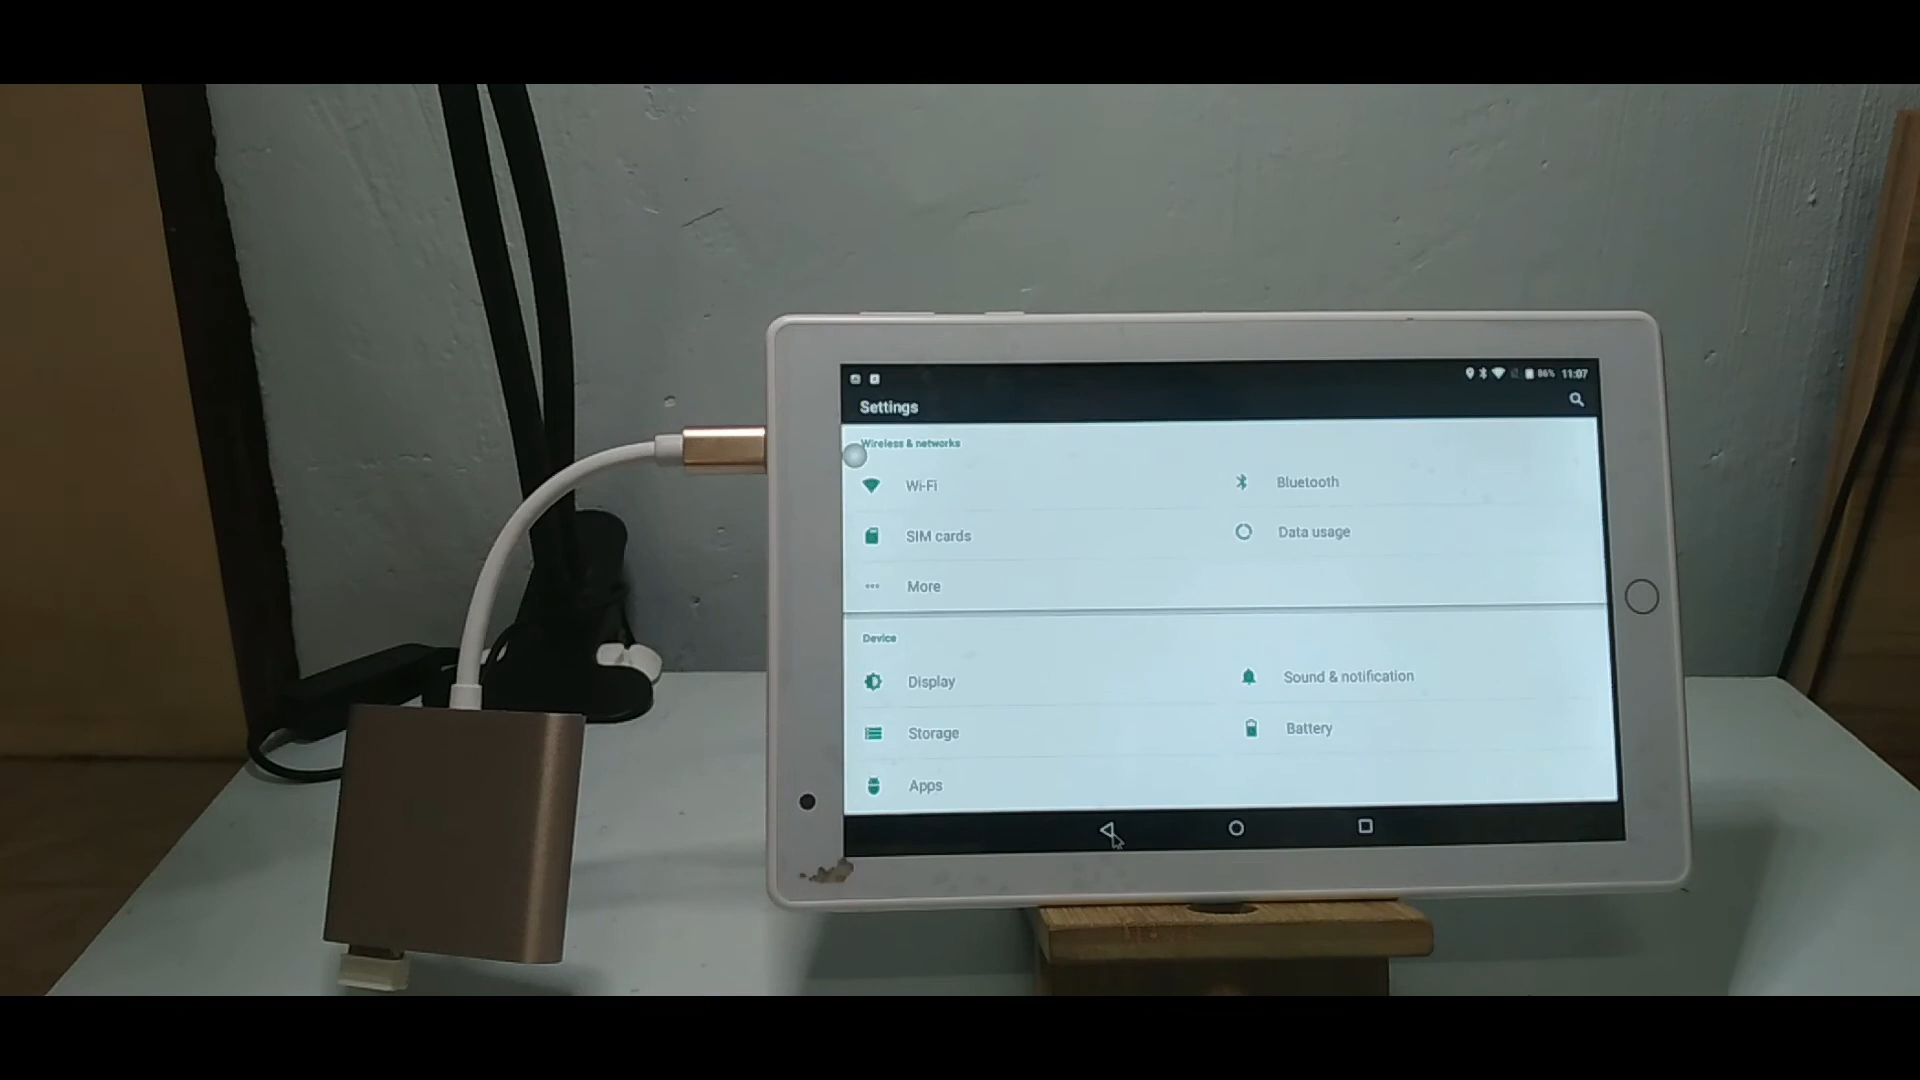 86% 11:07
Settings
Wireless & networks
Wi-Fi
Bluetooth
SIM cards
Data usage
More
Device
Display
Sound & notification
Storage
Battery
Apps